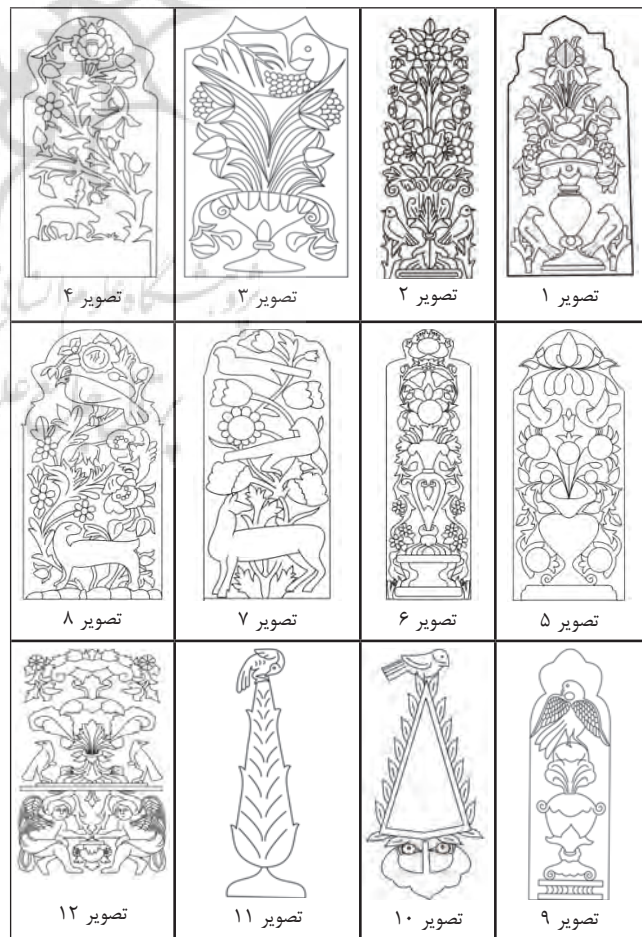 تصویر ۱
تصویر ۲
تصویر ۳
تصویر ۴
تصویر ۵
تصویر ۶
تصویر ۷
تصویر ۸
تصویر ۹
تصویر ۱۰
تصویر ۱۱
تصویر ۱۲